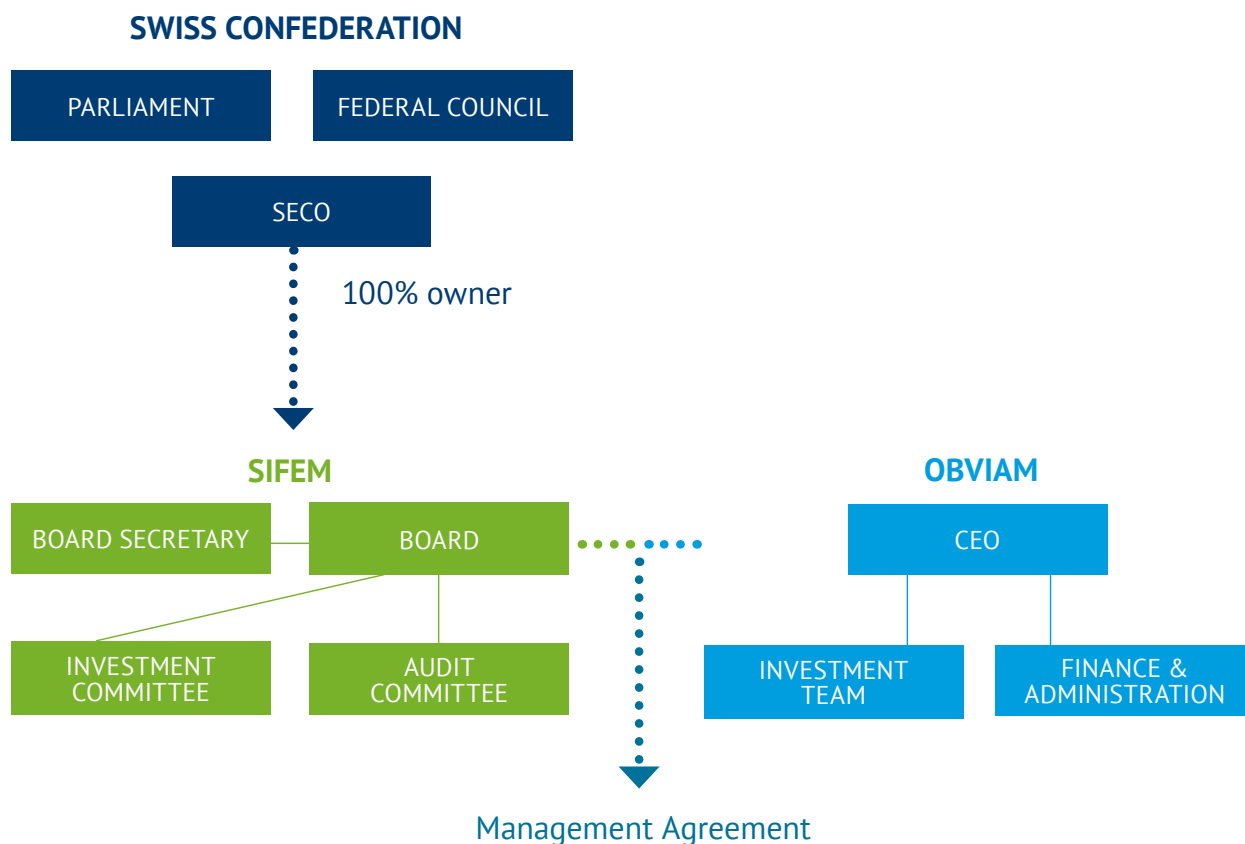 SWISS CONFEDERATION
PARLIAMENT
FEDERAL COUNCIL
SECO
100% owner
SIFEM
OBVIAM
BOARD SECRETARY
BOARD
CEO
INVESTMENT
COMMITTEE
AUDIT
COMMITTEE
INVESTMENT
TEAM
FINANCE &
ADMINISTRATION
Management Agreement